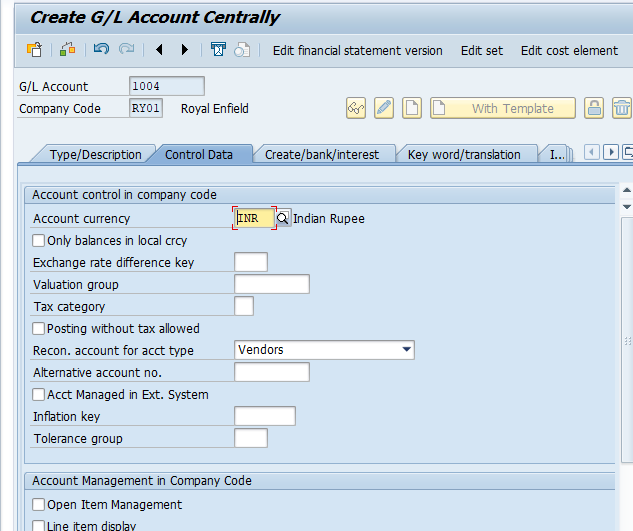 Create G/L Account Centrally
Edit financial statement version Edit set Edit cost element
G/L Account 1004
Company Code RY01 Royal Enfield
With Template
Type/Description Control Data Create/bank/interest Key word/translation I...
Account control in company code
Account currency INR Indian Rupee
Only balances in local crcy
Exchange rate difference key
Valuation group
Tax category
Posting without tax allowed
Recon. account for acct type Vendors
Alternative account no.
Acct Managed in Ext. System
Inflation key
Tolerance group
Account Management in Company Code
Open Item Management
Line item display